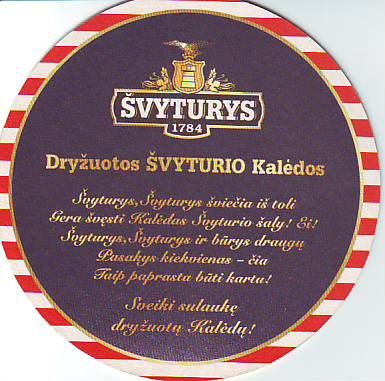 ŠVYTURYS
1784
Dryžuotos ŠVYTURIO Kalėdos
Švyturys, Švyturys šviečia iš toli
Gera švęsti Kalėdas Švyturio šaly! Ei!
Švyturys, Švyturys ir būrys draugų
Pasakys kiekvienas – čia
Taip paprasta būti kartu!
Sveiki sulaukę
dryžuotų Kalėdų!